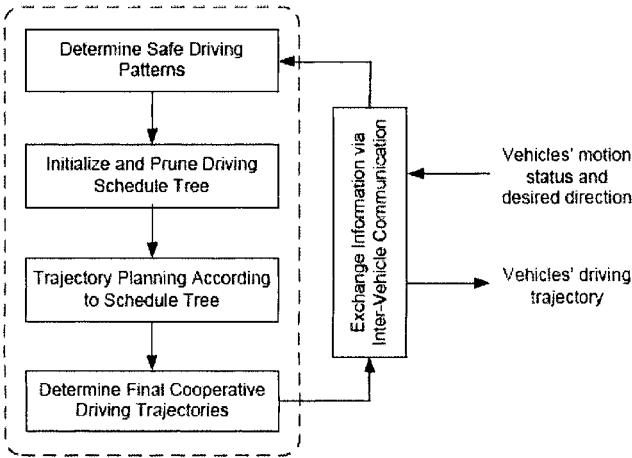 Determine Safe Driving
Patterns
Initialize and Prune Driving
Schedule Tree
Trajectory Planning According
to Schedule Tree
Determine Final Cooperative
Driving Trajectories
Exchange Information via
Inter-Vehicle Communication
Vehicles' motion
status and
desired direction
Vehicles' driving
trajectory